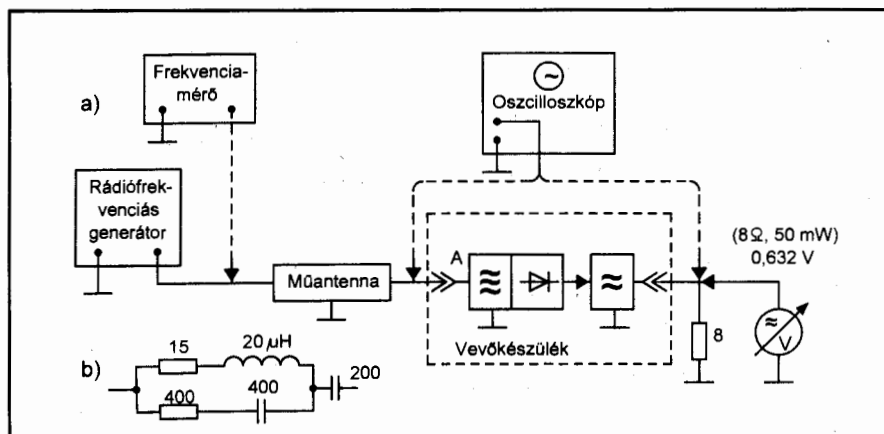 a)
Frekvencia-
mérő
Oszcilloszkóp
Rádiófrek-
venciás
generátor
Műantenna
A
Vevőkészülék
(8Ω, 50 mW)
0,632 V
8
V
b)
15
20 μH
400
400
200